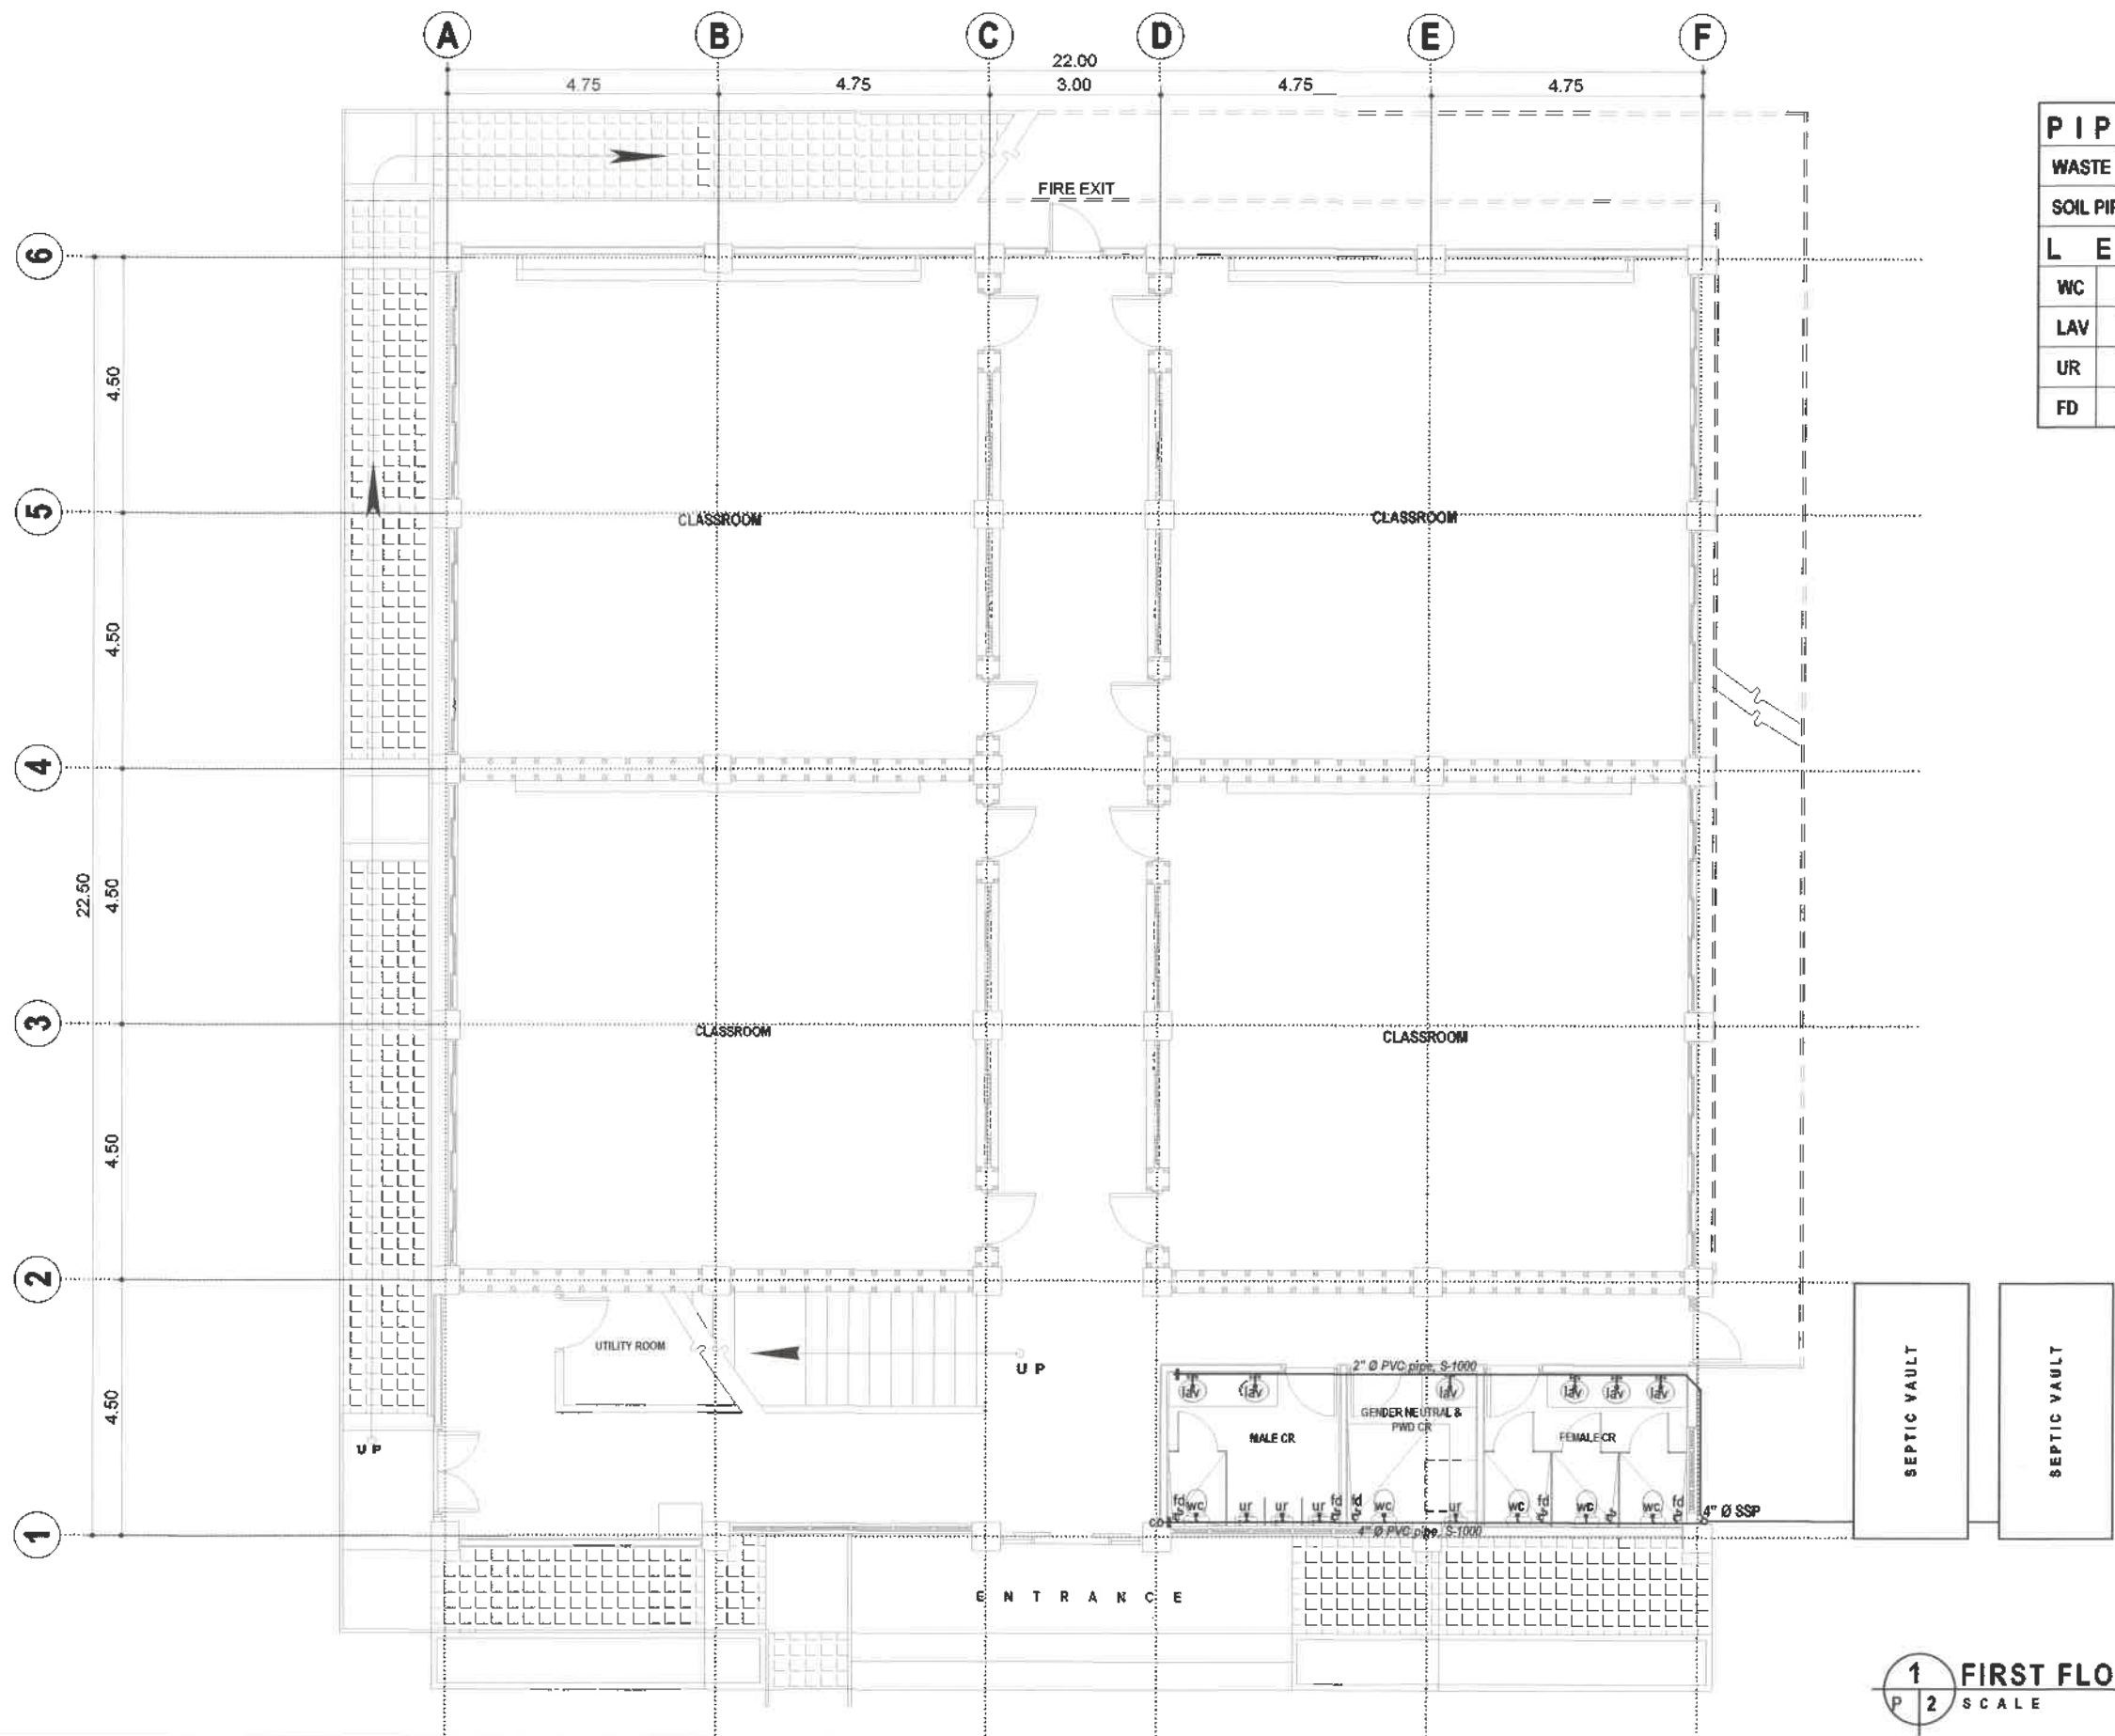 A B C D E F
22.00
4.75 4.75 3.00 4.75 4.75
P I P
WASTE
SOIL PI
L E
WC
LAV
UR
FD
FIRE EXIT
6
4.50
5
CLASSROOM CLASSROOM
4.50
4
22.50
4.50
3
CLASSROOM CLASSROOM
4.50
2
UTILITY ROOM
U P
2" Ø PVC pipe, S-1000
lav lav lav lav lav lav
GENDER NEUTRAL &
PWD CR
MALE CR
FEMALE CR
SEPTIC VAULT
SEPTIC VAULT
4.50
U P
fd wc ur ur ur fd fd wc ur wc fd wc wc fd
4" Ø SSP
1
co
4" Ø PVC pipe, S-1000
E N T R A N C E
1
P 2
FIRST FLO
SCALE